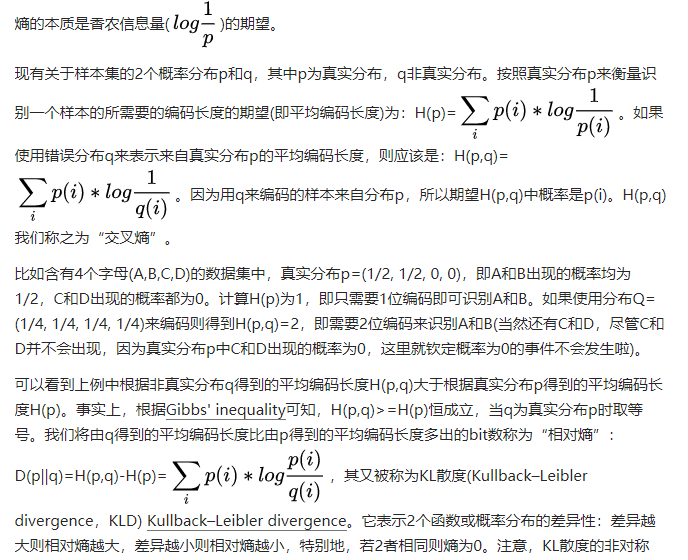 熵的本质是香农信息量( log 1/p )的期望。
现有关于样本集的2个概率分布p和q，其中p为真实分布，q非真实分布。按照真实分布p来衡量识
别一个样本的所需要的编码长度的期望(即平均编码长度)为：H(p)= ∑_i p(i) * log 1/p(i) 。如果
使用错误分布q来表示来自真实分布p的平均编码长度，则应该是：H(p,q)=
∑_i p(i) * log 1/q(i) 。因为用q来编码的样本来自分布p，所以期望H(p,q)中概率是p(i)。H(p,q)
我们称之为“交叉熵”。
比如含有4个字母(A,B,C,D)的数据集中，真实分布p=(1/2, 1/2, 0, 0)，即A和B出现的概率均为
1/2，C和D出现的概率都为0。计算H(p)为1，即只需要1位编码即可识别A和B。如果使用分布Q=
(1/4, 1/4, 1/4, 1/4)来编码则得到H(p,q)=2，即需要2位编码来识别A和B(当然还有C和D，尽管C和
D并不会出现，因为真实分布p中C和D出现的概率为0，这里就钦定概率为0的事件不会发生啦)。
可以看到上例中根据非真实分布q得到的平均编码长度H(p,q)大于根据真实分布p得到的平均编码长
度H(p)。事实上，根据Gibbs' inequality可知，H(p,q)>=H(p)恒成立，当q为真实分布p时取等
号。我们将由q得到的平均编码长度比由p得到的平均编码长度多出的bit数称为“相对熵”：
D(p||q)=H(p,q)-H(p)= ∑_i p(i) * log p(i)/q(i) ，其又被称为KL散度(Kullback–Leibler
divergence，KLD) Kullback–Leibler divergence。它表示2个函数或概率分布的差异性：差异越
大则相对熵越大，差异越小则相对熵越小，特别地，若2者相同则熵为0。注意，KL散度的非对称